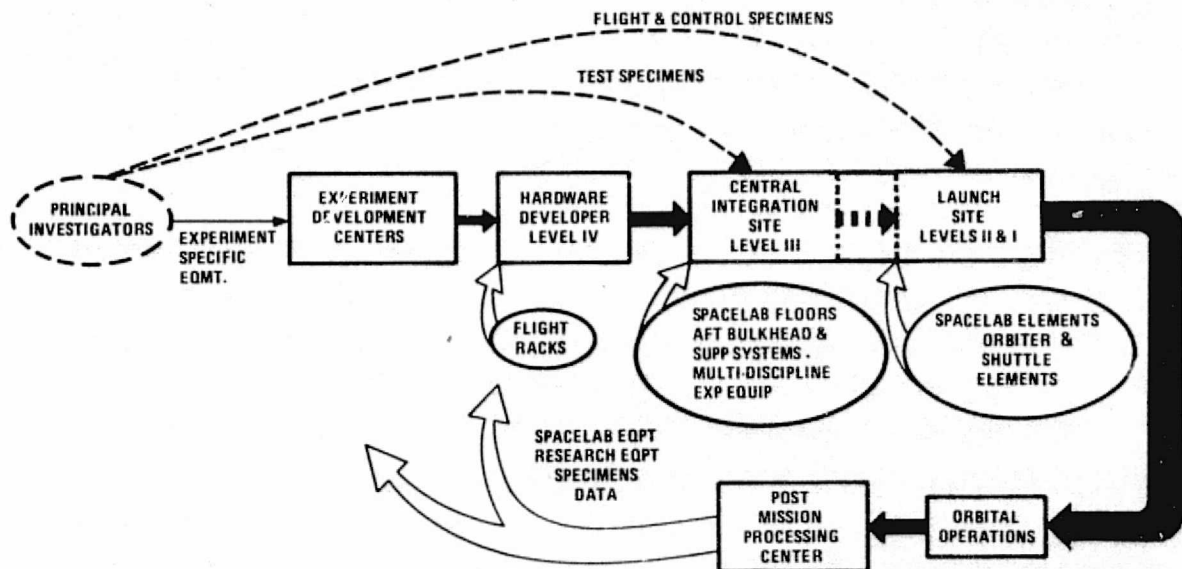 FLIGHT & CONTROL SPECIMENS
TEST SPECIMENS
PRINCIPAL
INVESTIGATORS
EXPERIMENT
SPECIFIC
EQMT.
EXPERIMENT
DEVELOPMENT
CENTERS
HARDWARE
DEVELOPER
LEVEL IV
CENTRAL
INTEGRATION
SITE
LEVEL III
LAUNCH
SITE
LEVELS II & I
FLIGHT
RACKS
SPACELAB FLOORS
AFT BULKHEAD &
SUPP SYSTEMS.
MULTI-DISCIPLINE
EXP EQUIP
SPACELAB ELEMENTS
ORBITER &
SHUTTLE
ELEMENTS
SPACELAB EQPT
RESEARCH EQPT
SPECIMENS
DATA
POST
MISSION
PROCESSING
CENTER
ORBITAL
OPERATIONS